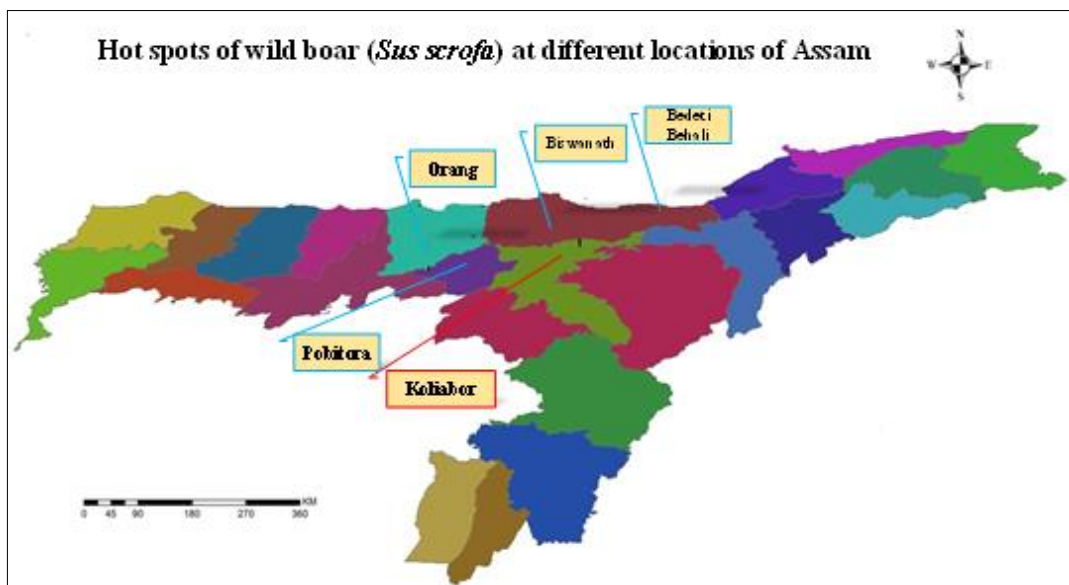 Hot spots of wild boar (Sus scrofa) at different locations of Assam
N
W E
S
Bedeti
Behali
Biswanath
Orang
Pobitora
Koliabor
KM
0 45 90 180 270 360